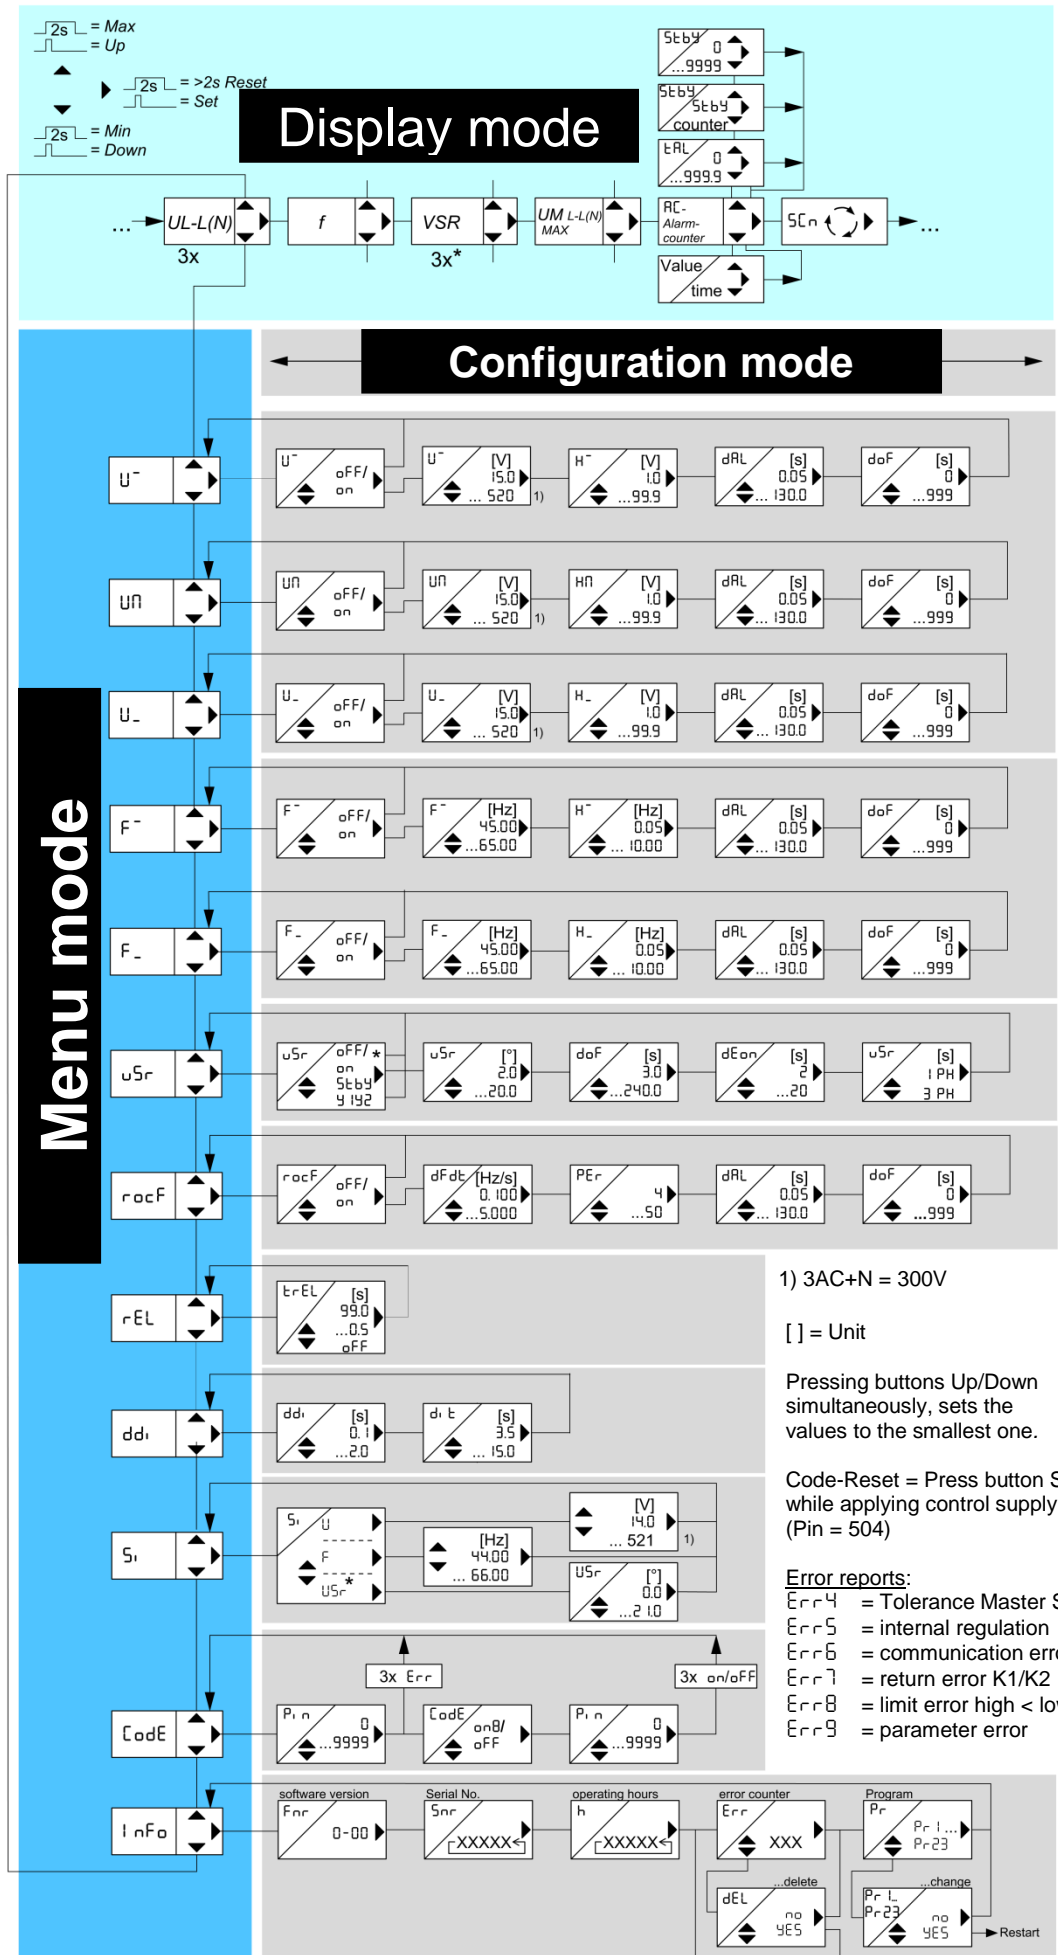 2s = Max
= Up
2s = >2s Reset
= Set
2s = Min
= Down
Display mode
Stby 0 ...9999
Stby Stby counter
tAL 0 ...999.9
... UL-L(N) f VSR UM L-L(N) MAX AC- Alarm- counter SCn ...
3x 3x*
Value time
Configuration mode
Menu mode
U¯ U¯ oFF/ on U¯ [V] 15.0 ... 520 1) H¯ [V] 1.0 ...99.9 dAL [s] 0.05 ... 130.0 doF [s] 0 ...999
Un Un oFF/ on Un [V] 15.0 ... 520 1) Hn [V] 1.0 ...99.9 dAL [s] 0.05 ... 130.0 doF [s] 0 ...999
U_ U_ oFF/ on U_ [V] 15.0 ... 520 1) H_ [V] 1.0 ...99.9 dAL [s] 0.05 ... 130.0 doF [s] 0 ...999
F¯ F¯ oFF/ on F¯ [Hz] 45.00 ...65.00 H¯ [Hz] 0.05 ... 10.00 dAL [s] 0.05 ... 130.0 doF [s] 0 ...999
F_ F_ oFF/ on F_ [Hz] 45.00 ...65.00 H_ [Hz] 0.05 ... 10.00 dAL [s] 0.05 ... 130.0 doF [s] 0 ...999
uSr uSr oFF/ * on Stby y1y2 uSr [°] 2.0 ...20.0 doF [s] 3.0 ...240.0 dEon [s] 2 ...20 uSr [s] 1 PH 3 PH
rocF rocF oFF/ on dFdt [Hz/s] 0.100 ...5.000 PEr 4 ...50 dAL [s] 0.05 ... 130.0 doF [s] 0 ...999
rEL trEL [s] 99.0 ...0.5 oFF
1) 3AC+N = 300V
[ ] = Unit
ddi ddi [s] 0.1 ...2.0 dit [s] 3.5 ... 15.0
Pressing buttons Up/Down
simultaneously, sets the
values to the smallest one.
Si Si U F USr* [Hz] 44.00 ... 66.00 [V] 14.0 ... 521 1) USr [°] 0.0 ...21.0
Code-Reset = Press button S
while applying control supply
(Pin = 504)
Error reports:
Err4 = Tolerance Master S
Err5 = internal regulation
Err6 = communication erro
Err7 = return error K1/K2
Err8 = limit error high < lo
Err9 = parameter error
3x Err 3x on/oFF
CodE Pin 0 ...9999 CodE on8/ oFF Pin 0 ...9999
software version Serial No. operating hours error counter Program
InFo Fnr 0-00 Snr XXXXX h XXXXX Err XXX Pr Pr1... Pr23
...delete ...change
dEL no YES Pr1_ Pr23 no YES Restart